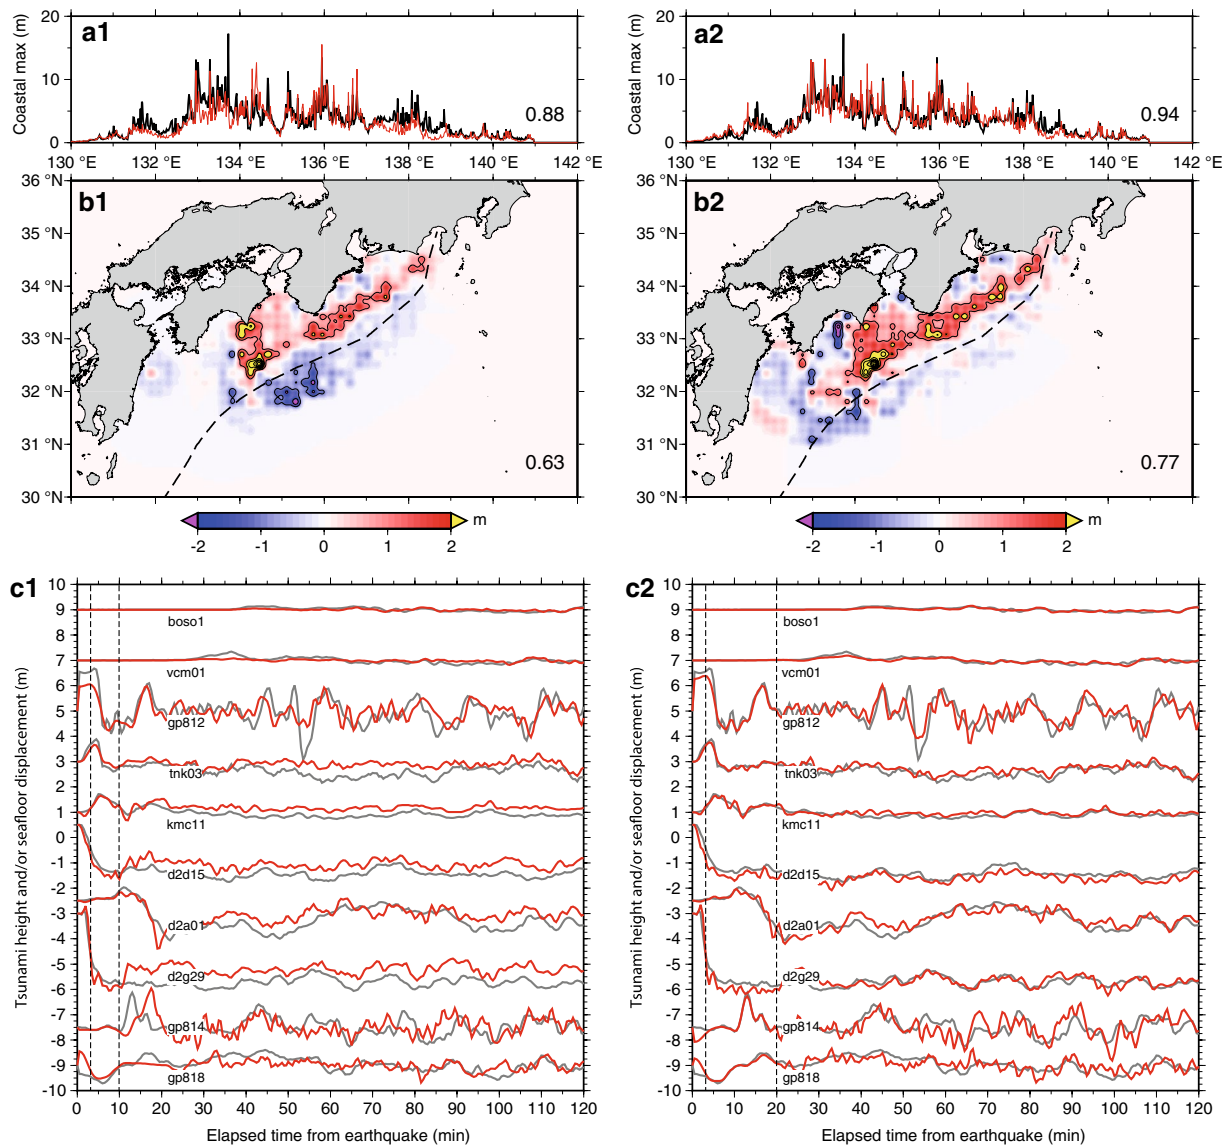 a1
Coastal max (m)
20
10
0
0.88
130 °E
132
134
136
138
140
142 °E
b1
36 °N
35 °N
34 °N
33 °N
32 °N
31 °N
30 °N
0.63
-2
-1
0
1
2
m
a2
Coastal max (m)
20
10
0
0.94
130 °E
132
134
136
138
140
142 °E
b2
36 °N
35 °N
34 °N
33 °N
32 °N
31 °N
30 °N
0.77
-2
-1
0
1
2
m
c1
Tsunami height and/or seafloor displacement (m)
10
9
8
7
6
5
4
3
2
1
0
-1
-2
-3
-4
-5
-6
-7
-8
-9
-10
boso1
vcm01
gp812
tnk03
kmc11
d2d15
d2a01
d2g29
gp814
gp818
0 10 20 30 40 50 60 70 80 90 100 110 120
Elapsed time from earthquake (min)
c2
Tsunami height and/or seafloor displacement (m)
10
9
8
7
6
5
4
3
2
1
0
-1
-2
-3
-4
-5
-6
-7
-8
-9
-10
boso1
vcm01
gp812
tnk03
kmc11
d2d15
d2a01
d2g29
gp814
gp818
0 10 20 30 40 50 60 70 80 90 100 110 120
Elapsed time from earthquake (min)